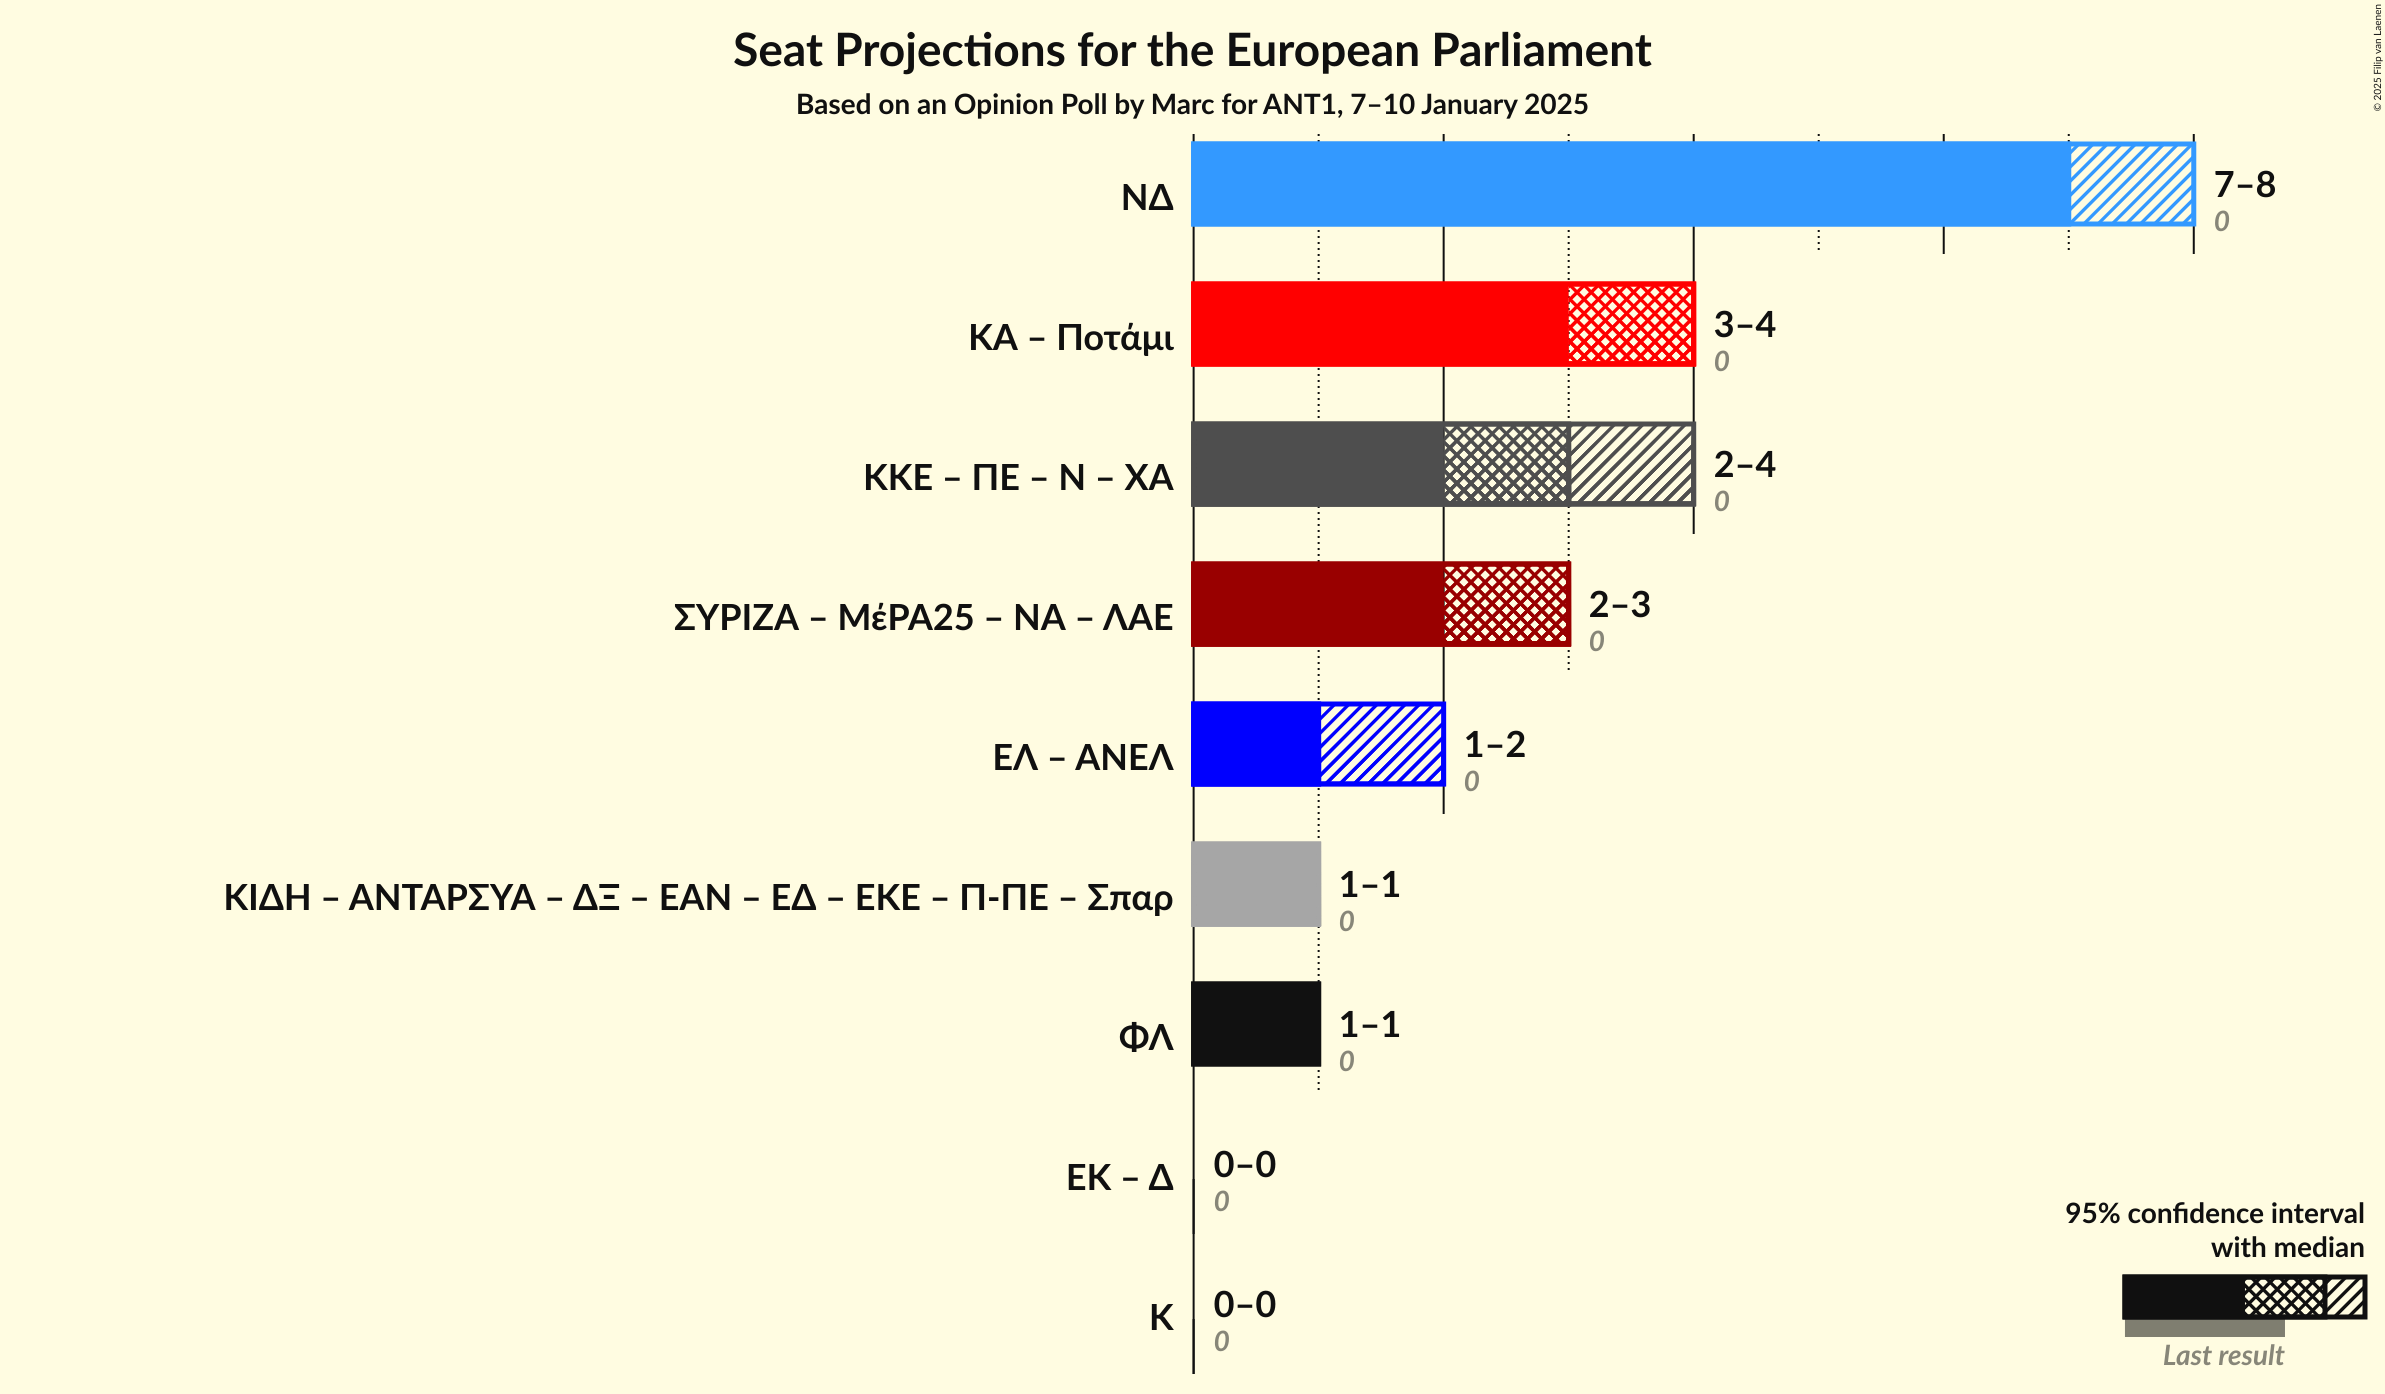 Seat Projections for the European Parliament
Based on an Opinion Poll by Marc for ANT1, 7–10 January 2025
© 2025 Filip van Laenen
ΝΔ
7–8
0
ΚΑ – Ποτάμι
3–4
0
ΚΚΕ – ΠΕ – Ν – ΧΑ
2–4
0
ΣΥΡΙΖΑ – ΜέΡΑ25 – ΝΑ – ΛΑΕ
2–3
0
ΕΛ – ΑΝΕΛ
1–2
0
ΚΙΔΗ – ΑΝΤΑΡΣΥΑ – ΔΞ – ΕΑΝ – ΕΔ – ΕΚΕ – Π-ΠΕ – Σπαρ
1–1
0
ΦΛ
1–1
0
ΕΚ – Δ
0–0
0
Κ
0–0
0
95% confidence interval
with median
Last result